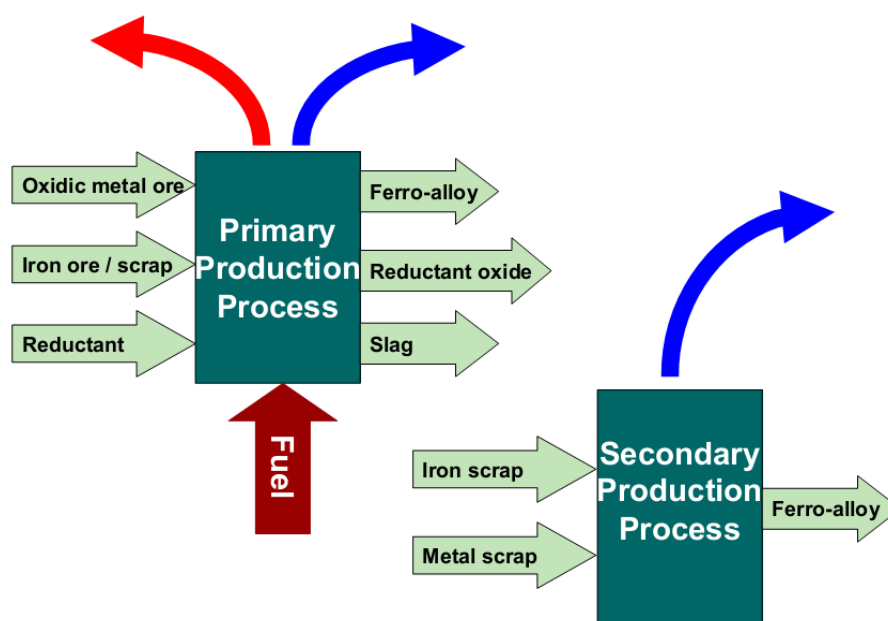 Oxidic metal ore
Iron ore / scrap
Reductant
Primary
Production
Process
Ferro-alloy
Reductant oxide
Slag
Fuel
Iron scrap
Metal scrap
Secondary
Production
Process
Ferro-alloy